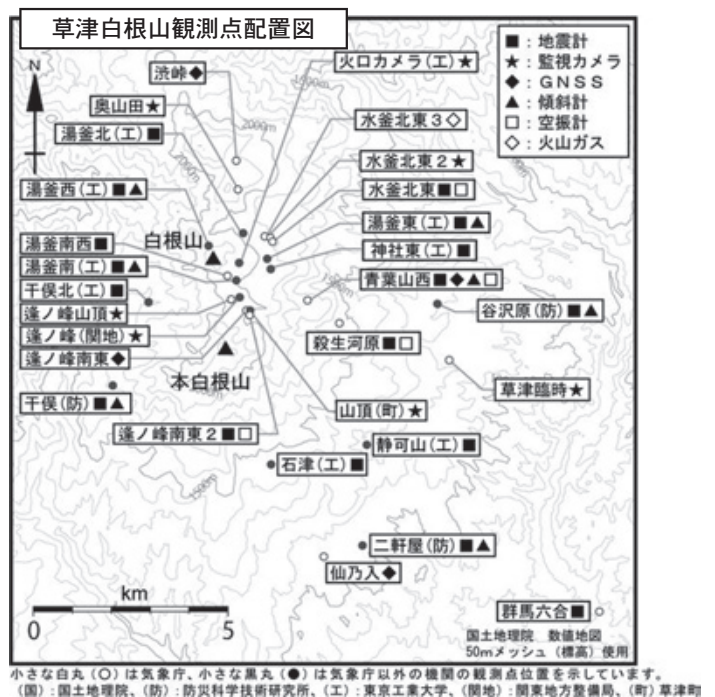 草津白根山観測点配置図
■：地震計
★：監視カメラ
◆：ＧＮＳＳ
▲：傾斜計
□：空振計
◇：火山ガス
N
渋峠◆
火口カメラ(工)★
奥山田★
湯釜北(工)■
水釜北東３◇
水釜北東２★
水釜北東■□
湯釜西(工)■▲
湯釜東(工)■▲
白根山
神社東(工)■
湯釜南西■
湯釜南(工)■▲
青葉山西■◆▲□
干俣北(工)■
谷沢原(防)■▲
逢ノ峰山頂★
逢ノ峰(関地)★
殺生河原■□
逢ノ峰南東◆
本白根山
草津臨時★
干俣(防)■▲
山頂(町)★
逢ノ峰南東２■□
静可山(工)■
石津(工)■
二軒屋(防)■▲
仙乃入◆
群馬六合■
km
0 5
1500m
2000m
国土地理院　数値地図
50mメッシュ（標高）使用
小さな白丸（○）は気象庁、小さな黒丸（●）は気象庁以外の機関の観測点位置を示しています。
（国）：国土地理院、（防）：防災科学技術研究所、（工）：東京工業大学、（関地）：関東地方整備局、（町）草津町